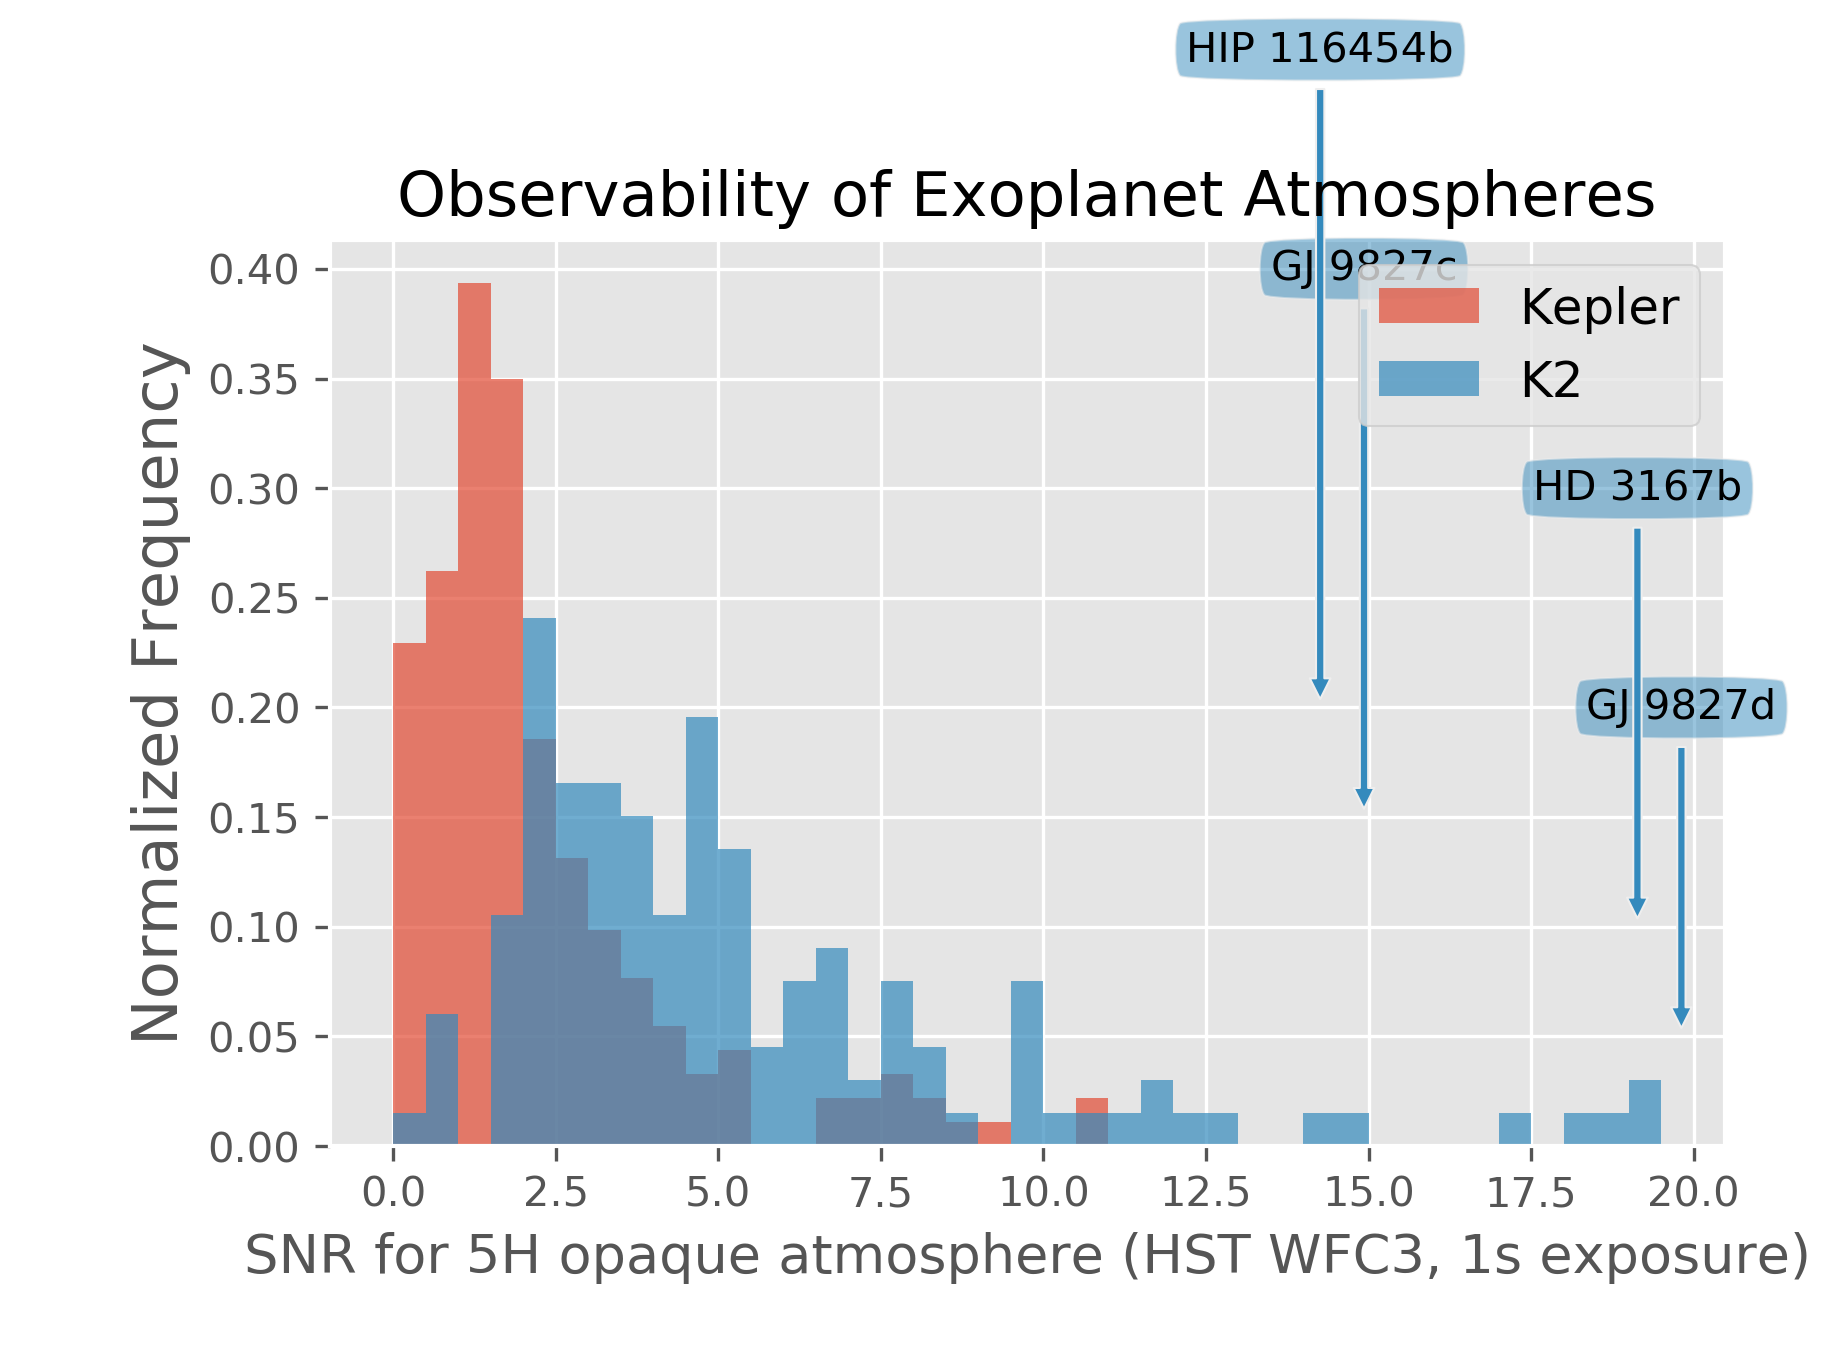 HIP 116454b
Observability of Exoplanet Atmospheres
GJ 9827c
Kepler
K2
HD 3167b
GJ 9827d
Normalized Frequency
0.40
0.35
0.30
0.25
0.20
0.15
0.10
0.05
0.00
0.0 2.5 5.0 7.5 10.0 12.5 15.0 17.5 20.0
SNR for 5H opaque atmosphere (HST WFC3, 1s exposure)